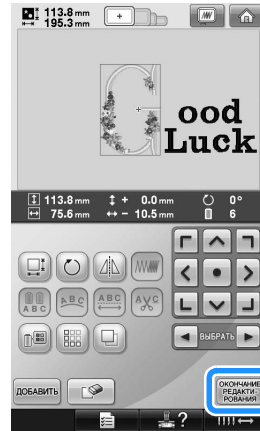 113.8 mm
195.3 mm
ood
Luck
113.8 mm + 0.0 mm 0°
75.6 mm - 10.5 mm 6
ABC ABC ABC AYC
ВЫБРАТЬ
ДОБАВИТЬ
ОКОНЧАНИЕ
РЕДАКТИ-
РОВАНИЯ
?